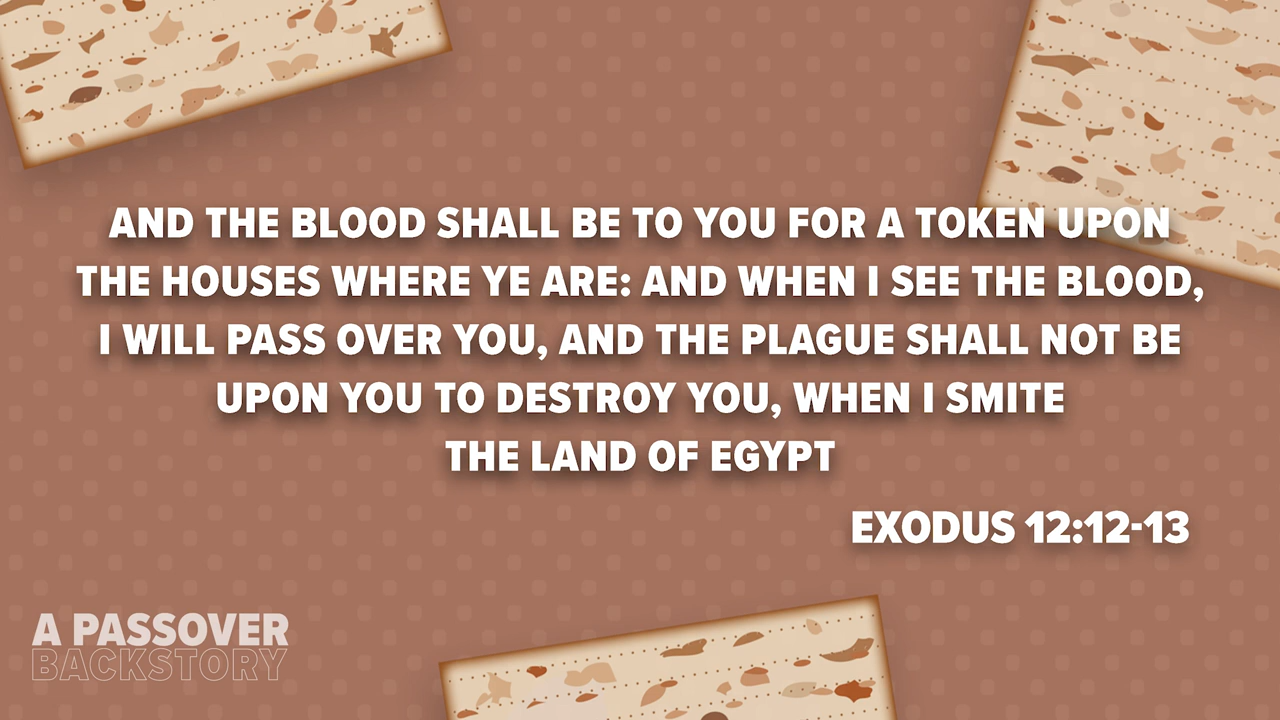 AND THE BLOOD SHALL BE TO YOU FOR A TOKEN UPON
THE HOUSES WHERE YE ARE: AND WHEN I SEE THE BLOOD,
I WILL PASS OVER YOU, AND THE PLAGUE SHALL NOT BE
UPON YOU TO DESTROY YOU, WHEN I SMITE
THE LAND OF EGYPT
EXODUS 12:12-13
A PASSOVER
BACKSTORY